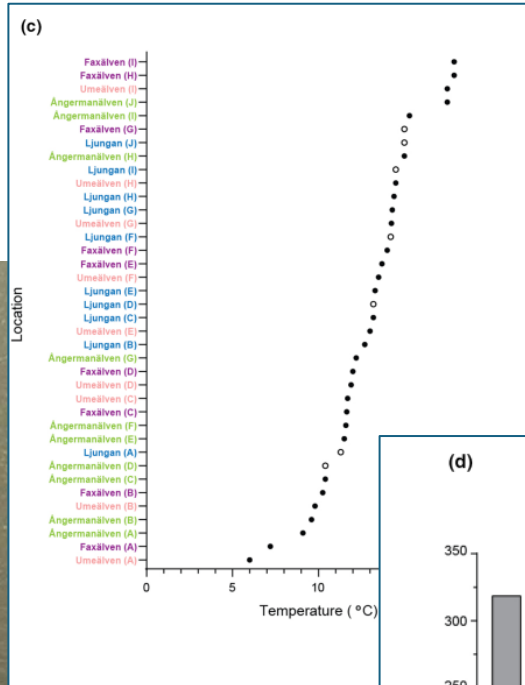 (c)
Faxälven (I)
Faxälven (H)
Umeälven (I)
Ångermanälven (J)
Ångermanälven (I)
Faxälven (G)
Ljungan (J)
Ångermanälven (H)
Ljungan (I)
Umeälven (H)
Ljungan (H)
Ljungan (G)
Umeälven (G)
Ljungan (F)
Faxälven (F)
Faxälven (E)
Umeälven (F)
Ljungan (E)
Ljungan (D)
Ljungan (C)
Umeälven (E)
Ljungan (B)
Ångermanälven (G)
Faxälven (D)
Umeälven (D)
Umeälven (C)
Faxälven (C)
Ångermanälven (F)
Ångermanälven (E)
Ljungan (A)
Ångermanälven (D)
Ångermanälven (C)
Faxälven (B)
Umeälven (B)
Ångermanälven (B)
Ångermanälven (A)
Faxälven (A)
Umeälven (A)
Location
0 5 10
Temperature ( °C)
(d)
350
300
250